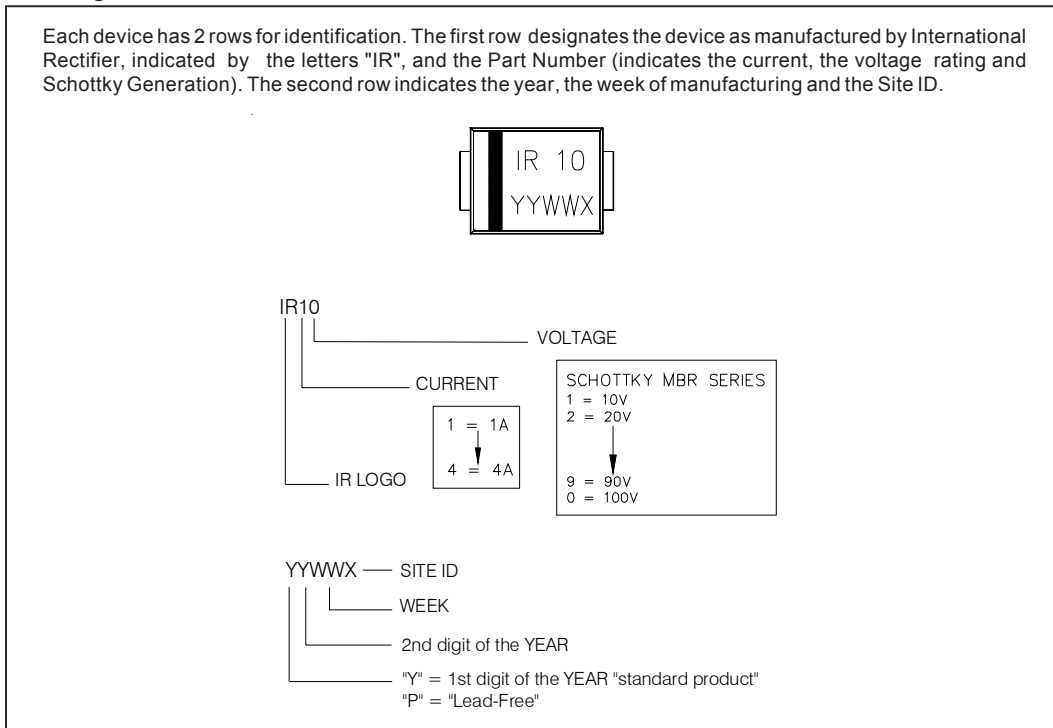 Each device has 2 rows for identification. The first row designates the device as manufactured by International
Rectifier, indicated by the letters "IR", and the Part Number (indicates the current, the voltage rating and
Schottky Generation). The second row indicates the year, the week of manufacturing and the Site ID.
IR 10
YYWWX
IR10
VOLTAGE
CURRENT
1 = 1A
4 = 4A
IR LOGO
SCHOTTKY MBR SERIES
1 = 10V
2 = 20V
9 = 90V
0 = 100V
YYWWX
SITE ID
WEEK
2nd digit of the YEAR
"Y" = 1st digit of the YEAR "standard product"
"P" = "Lead-Free"